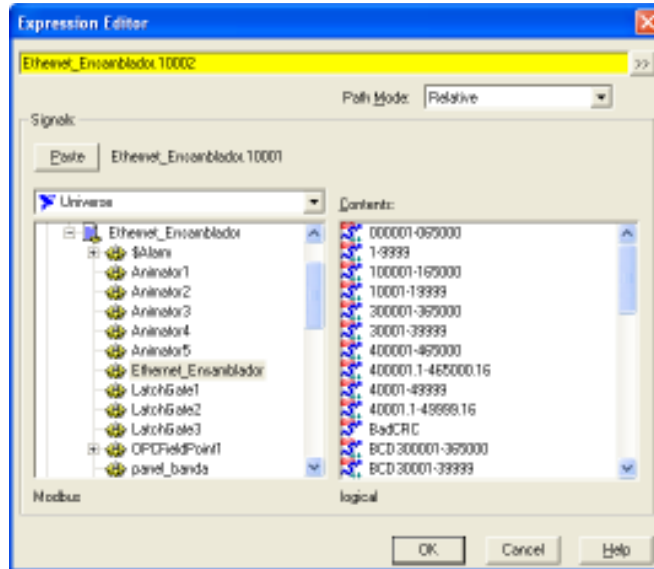 Expression Editor
Ethernet_Ensamblador.10002
>>
Path Mode: Relative
Signals:
Paste Ethernet_Ensamblador.10001
Universe
Ethernet_Ensamblador
$Alarm
Animator1
Animator2
Animator3
Animator4
Animator5
Ethernet_Ensamblador
LatchGate1
LatchGate2
LatchGate3
OPCFieldPoint1
panel_banda
Modbus
Contents:
000001-065000
1-9999
100001-165000
10001-19999
300001-365000
30001-39999
400001-465000
400001.1-465000.16
40001-49999
40001.1-49999.16
BadCRC
BCD 300001-365000
BCD 30001-39999
logical
OK
Cancel
Help